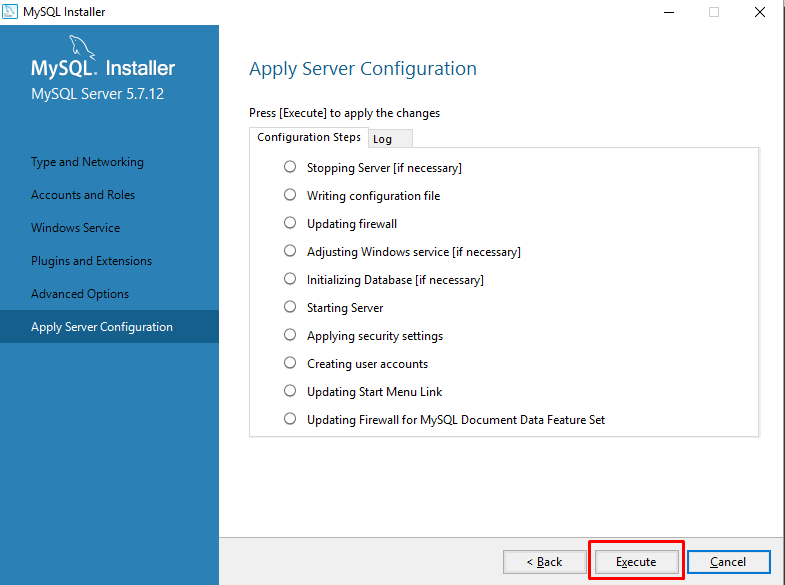 MySQL Installer
MySQL. Installer
MySQL Server 5.7.12
Type and Networking
Accounts and Roles
Windows Service
Plugins and Extensions
Advanced Options
Apply Server Configuration
Apply Server Configuration
Press [Execute] to apply the changes
Configuration Steps Log
Stopping Server [if necessary]
Writing configuration file
Updating firewall
Adjusting Windows service [if necessary]
Initializing Database [if necessary]
Starting Server
Applying security settings
Creating user accounts
Updating Start Menu Link
Updating Firewall for MySQL Document Data Feature Set
< Back Execute Cancel